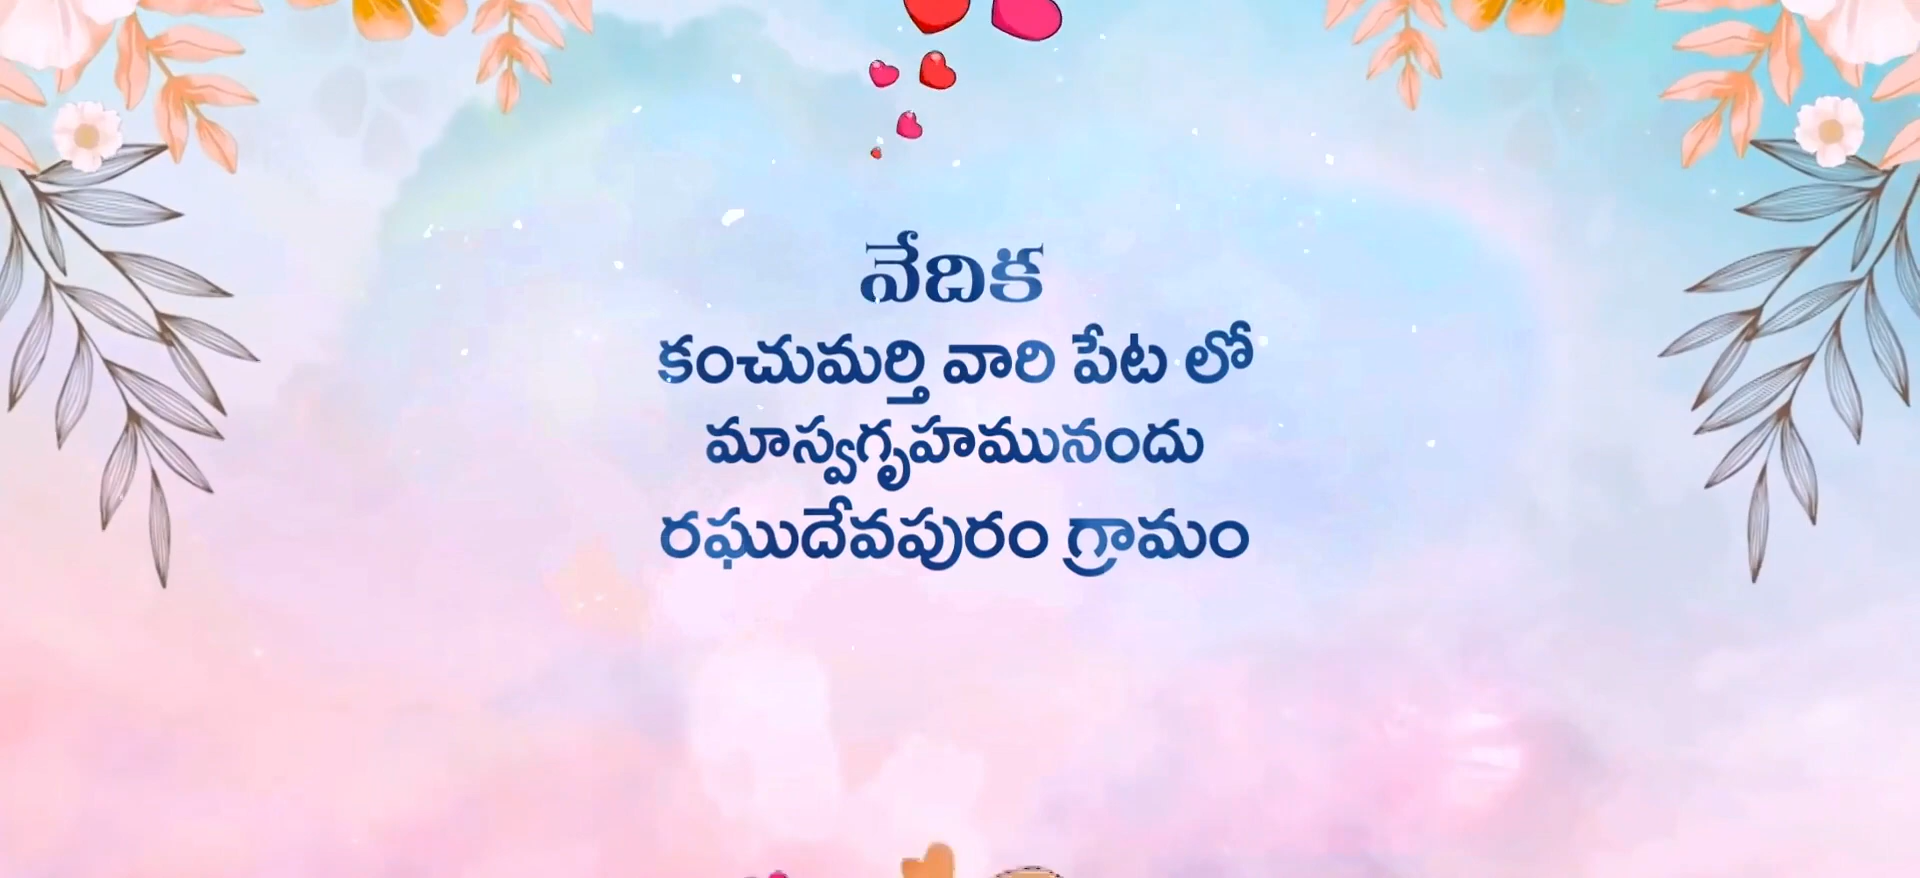 వేదిక
కంచుమర్తి వారి పేట లో
మాస్వగృహమునందు
రఘుదేవపురం గ్రామం